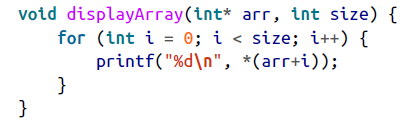 void displayArray(int* arr, int size) {
    for (int i = 0; i < size; i++) {
        printf("%d\n", *(arr+i));
    }
}